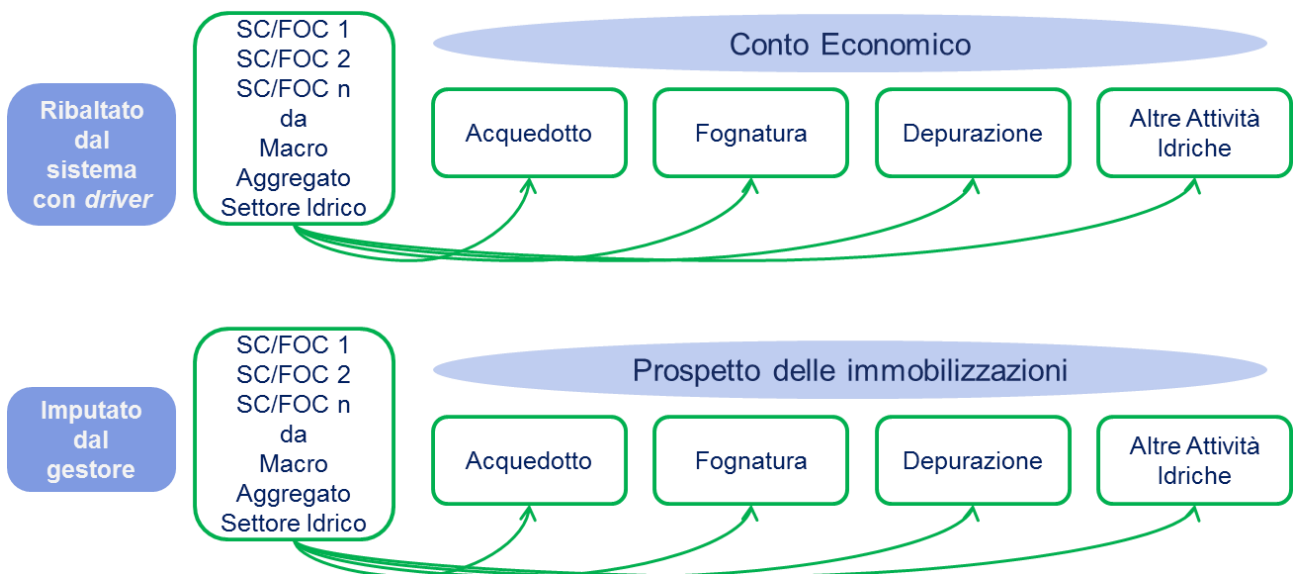 Ribaltato
dal
sistema
con driver
SC/FOC 1
SC/FOC 2
SC/FOC n
da
Macro
Aggregato
Settore Idrico
Conto Economico
Acquedotto
Fognatura
Depurazione
Altre Attività
Idriche
Imputato
dal
gestore
SC/FOC 1
SC/FOC 2
SC/FOC n
da
Macro
Aggregato
Settore Idrico
Prospetto delle immobilizzazioni
Acquedotto
Fognatura
Depurazione
Altre Attività
Idriche